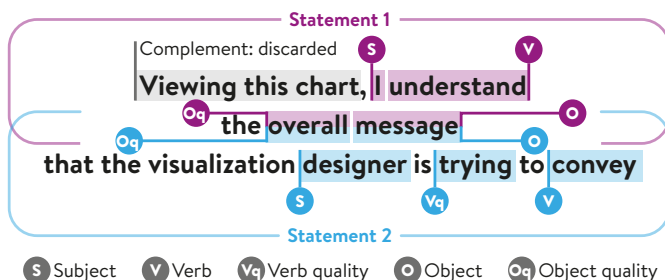 Statement 1
Complement: discarded
S V
Viewing this chart, I understand
Oq O
the overall message
Oq O
that the visualization designer is trying to convey
S Vq V
Statement 2
S Subject V Verb Vq Verb quality O Object Oq Object quality